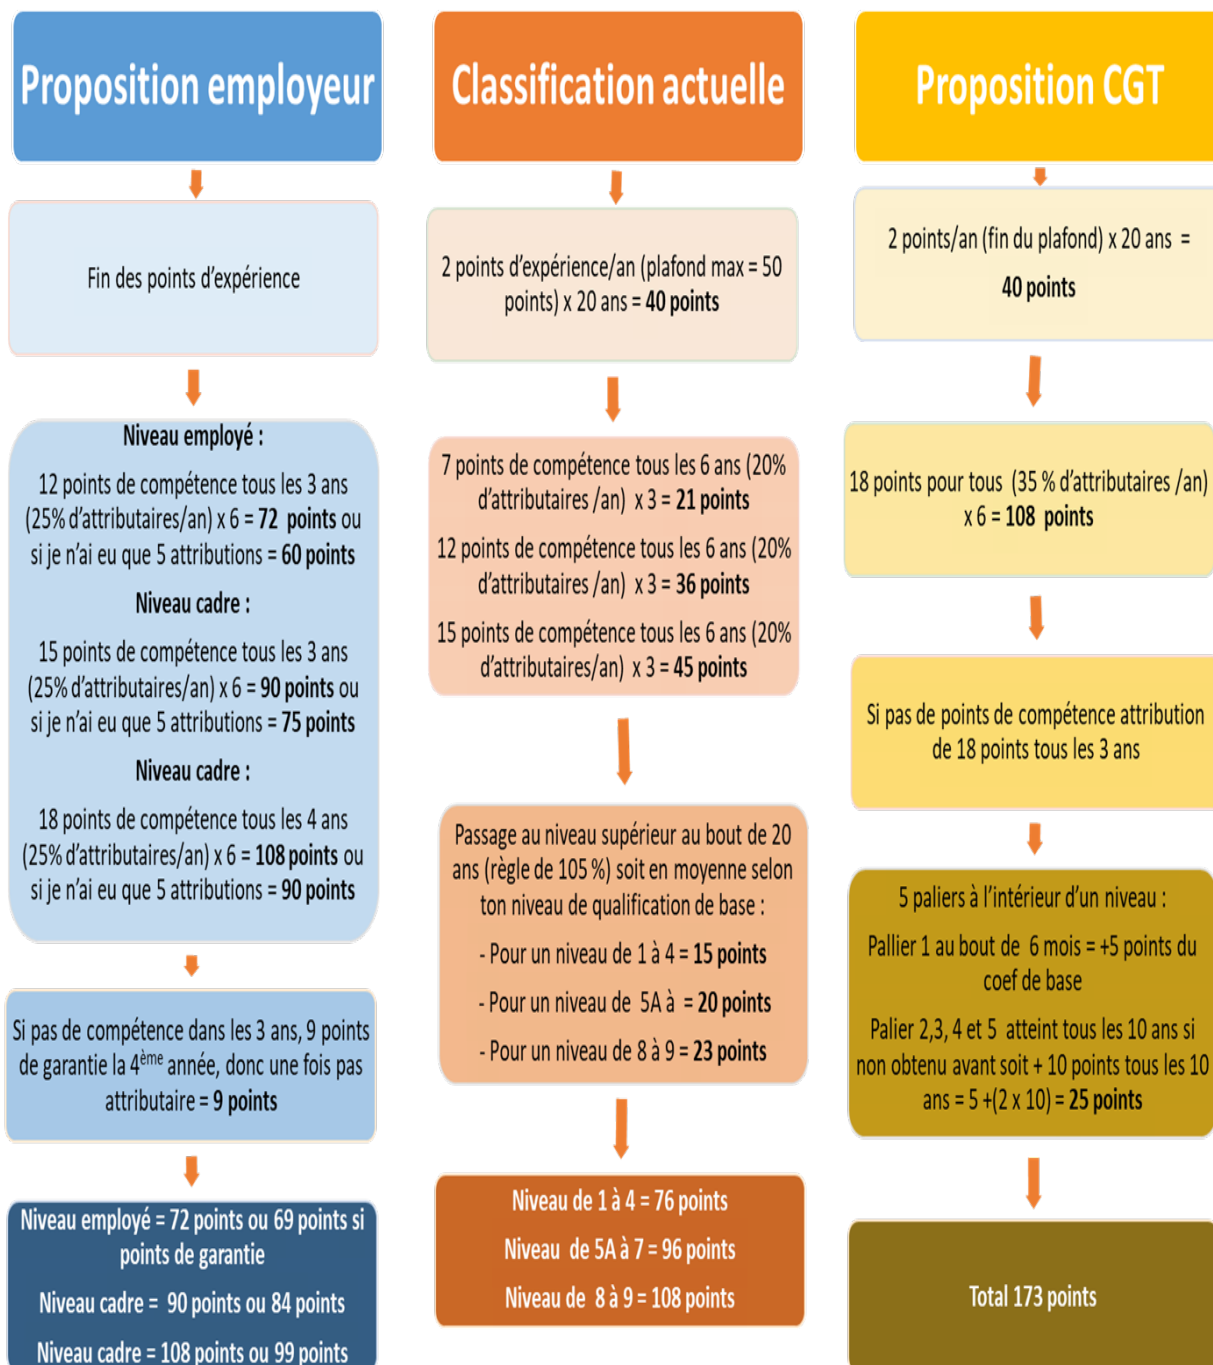 Proposition employeur
Fin des points d’expérience
Niveau employé :
12 points de compétence tous les 3 ans
(25% d’attributaires/an) x 6 = 72 points ou
si je n’ai eu que 5 attributions = 60 points
Niveau cadre :
15 points de compétence tous les 3 ans
(25% d’attributaires/an) x 6 = 90 points ou
si je n’ai eu que 5 attributions = 75 points
Niveau cadre :
18 points de compétence tous les 4 ans
(25% d’attributaires/an) x 6 = 108 points ou
si je n’ai eu que 5 attributions = 90 points
Si pas de compétence dans les 3 ans, 9 points
de garantie la 4ème année, donc une fois pas
attributaire = 9 points
Niveau employé = 72 points ou 69 points si
points de garantie
Niveau cadre = 90 points ou 84 points
Niveau cadre = 108 points ou 99 points
Classification actuelle
2 points d’expérience/an (plafond max = 50
points) x 20 ans = 40 points
7 points de compétence tous les 6 ans (20%
d’attributaires /an) x 3 = 21 points
12 points de compétence tous les 6 ans (20%
d’attributaires /an) x 3 = 36 points
15 points de compétence tous les 6 ans (20%
d’attributaires/an) x 3 = 45 points
Passage au niveau supérieur au bout de 20
ans (règle de 105 %) soit en moyenne selon
ton niveau de qualification de base :
- Pour un niveau de 1 à 4 = 15 points
- Pour un niveau de 5A à = 20 points
- Pour un niveau de 8 à 9 = 23 points
Niveau de 1 à 4 = 76 points
Niveau de 5A à 7 = 96 points
Niveau de 8 à 9 = 108 points
Proposition CGT
2 points/an (fin du plafond) x 20 ans =
40 points
18 points pour tous (35 % d’attributaires /an)
x 6 = 108 points
Si pas de points de compétence attribution
de 18 points tous les 3 ans
5 paliers à l’intérieur d’un niveau :
Pallier 1 au bout de 6 mois = +5 points du
coef de base
Palier 2,3, 4 et 5 atteint tous les 10 ans si
non obtenu avant soit + 10 points tous les 10
ans = 5 +(2 x 10) = 25 points
Total 173 points